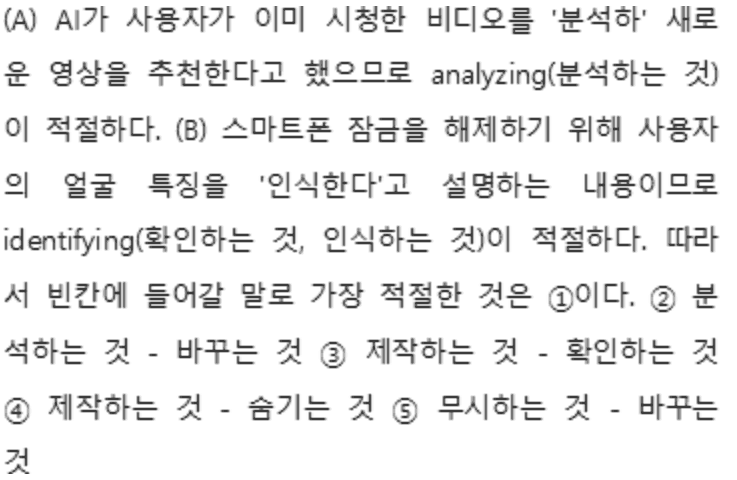 (A) AI가 사용자가 이미 시청한 비디오를 '분석하' 새로
운 영상을 추천한다고 했으므로 analyzing(분석하는 것)
이 적절하다. (B) 스마트폰 잠금을 해제하기 위해 사용자
의 얼굴 특징을 '인식한다'고 설명하는 내용이므로
identifying(확인하는 것, 인식하는 것)이 적절하다. 따라
서 빈칸에 들어갈 말로 가장 적절한 것은 ①이다. ② 분
석하는 것 - 바꾸는 것 ③ 제작하는 것 - 확인하는 것
④ 제작하는 것 - 숨기는 것 ⑤ 무시하는 것 - 바꾸는
것